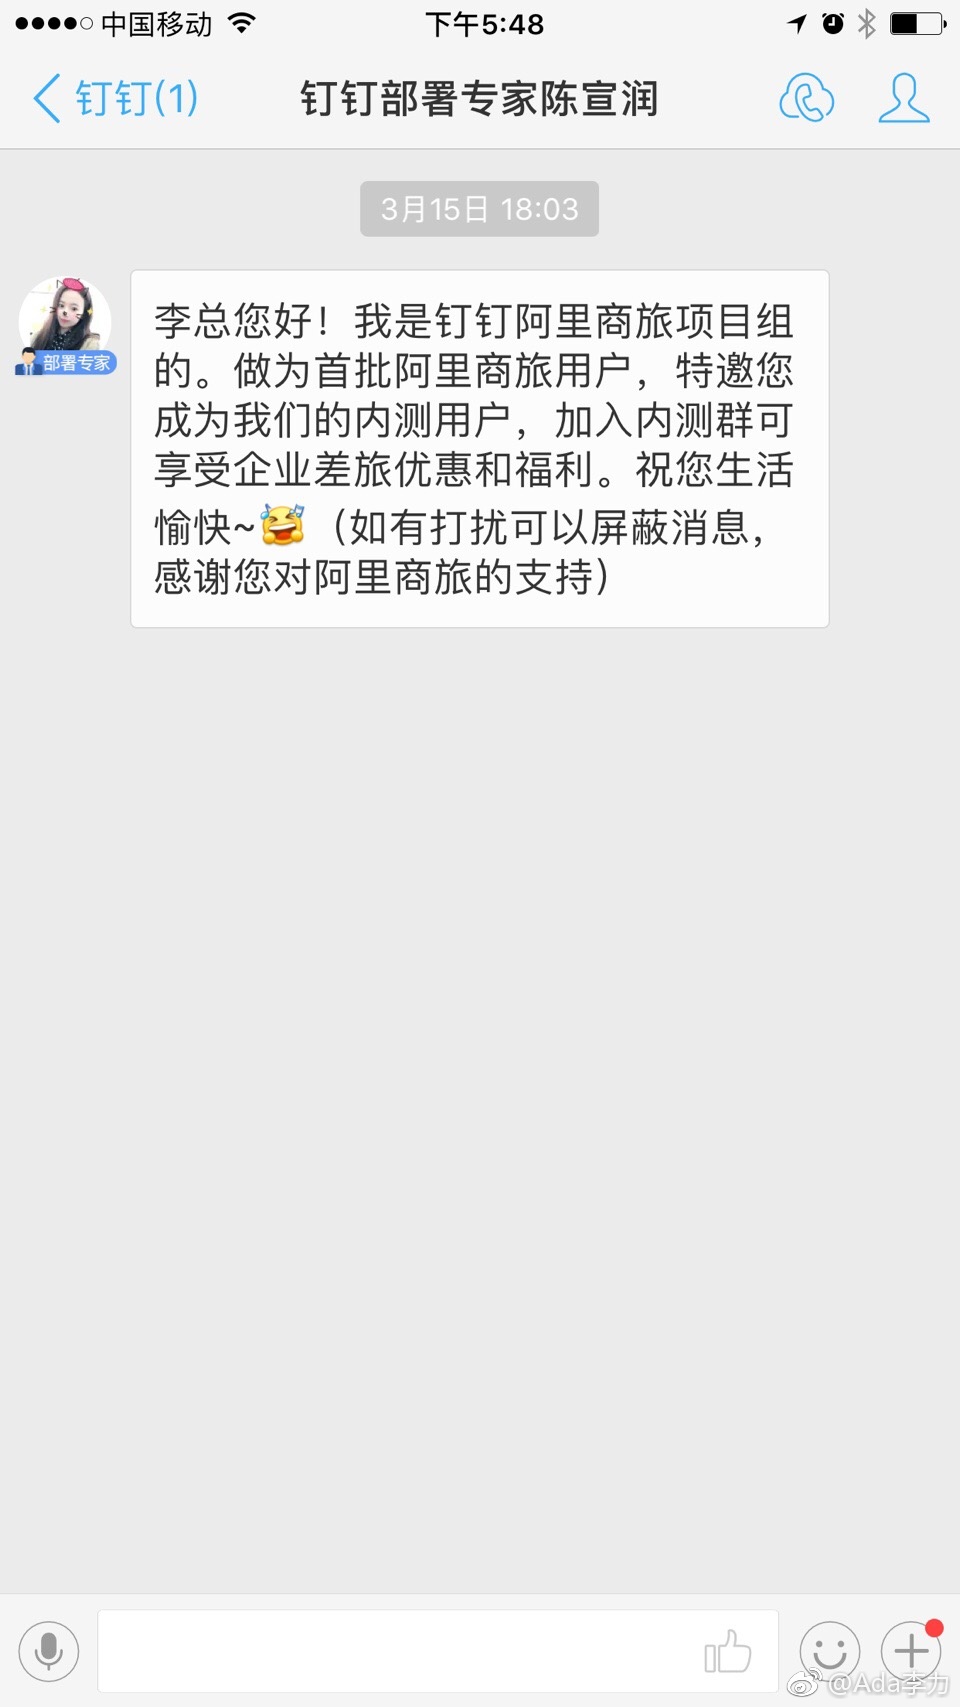 中国移动
下午5:48
钉钉(1)
钉钉部署专家陈宣润
3月15日 18:03
李总您好！我是钉钉阿里商旅项目组
的。做为首批阿里商旅用户，特邀您
成为我们的内测用户，加入内测群可
享受企业差旅优惠和福利。祝您生活
愉快~😆（如有打扰可以屏蔽消息，
感谢您对阿里商旅的支持）
部署专家
@Ada李力